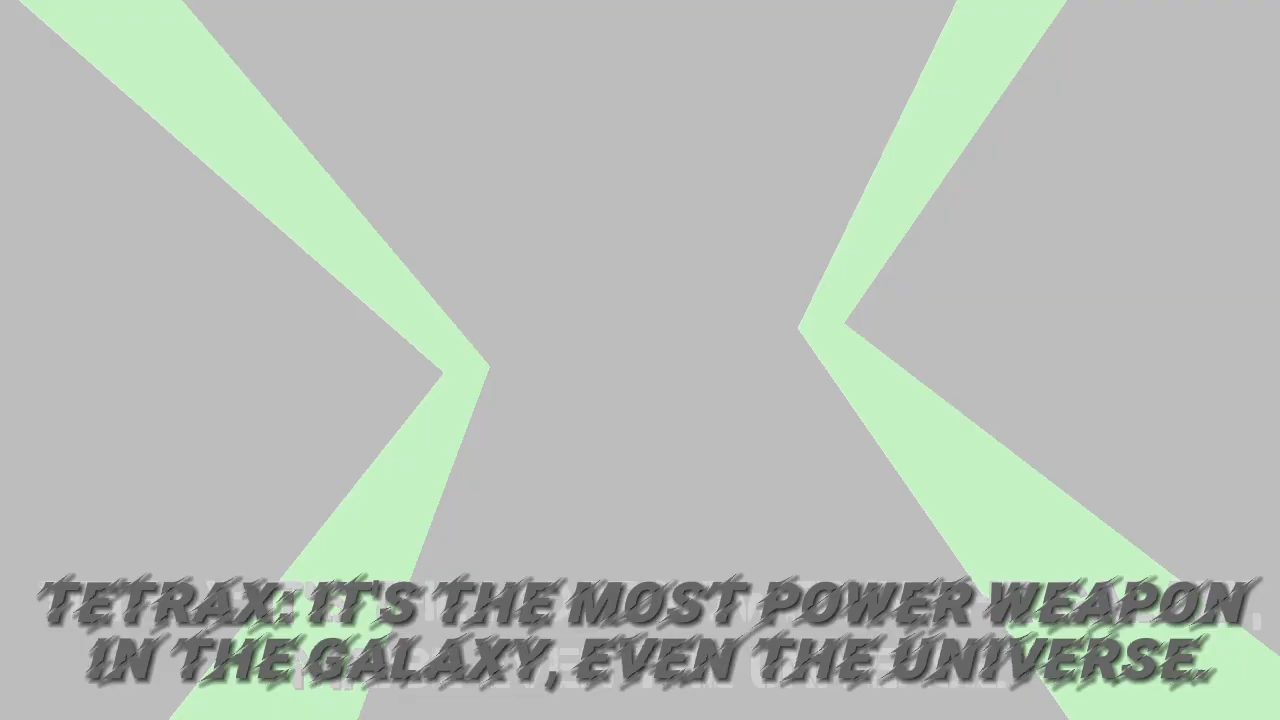 TETRAX: IT'S THE MOST POWER WEAPON
IN THE GALAXY, EVEN THE UNIVERSE.